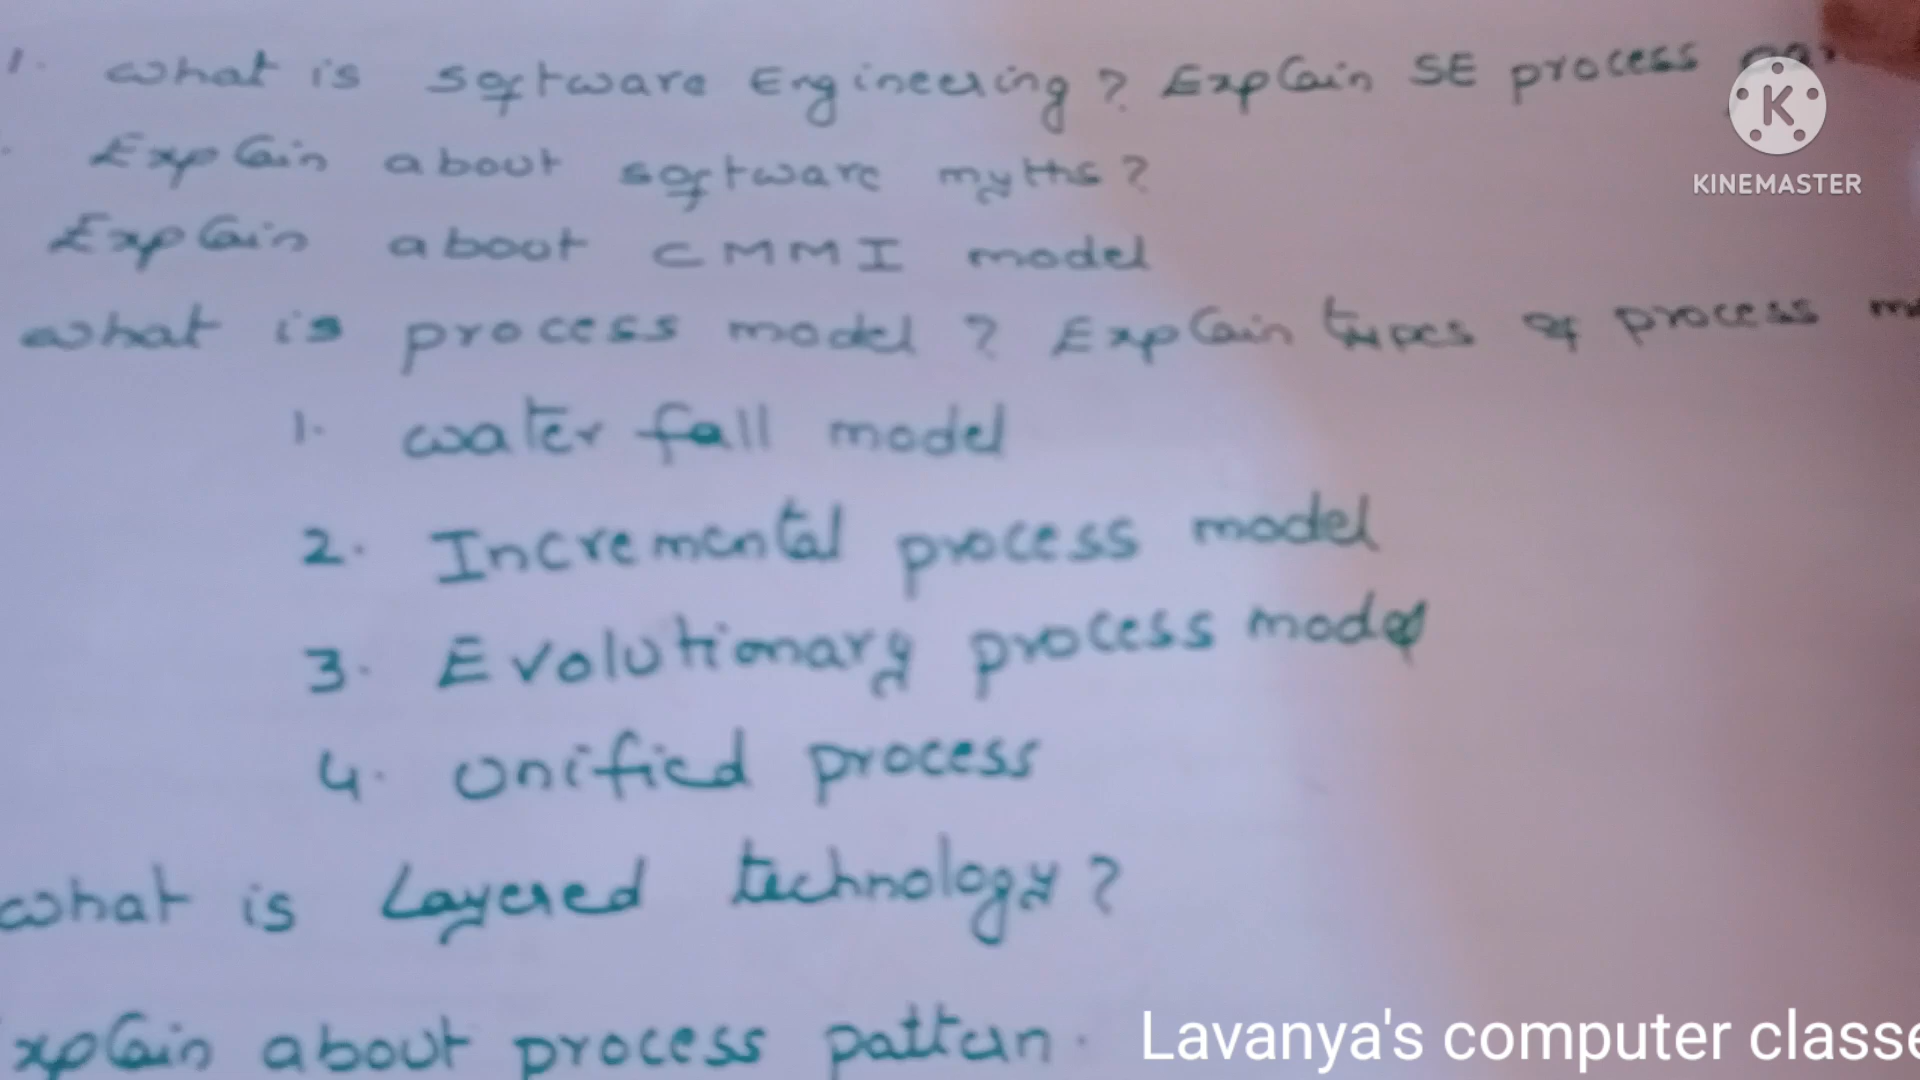 1. What is software Engineering? Explain SE process
Explain about software myths?
Explain about CMMI model
What is process model? Explain types of process
1. water fall model
2. Incremental process model
3. Evolutionary process model
4. Unified process
What is Layered technology?
xplain about process pattern.
K
KINEMASTER
Lavanya's computer classe